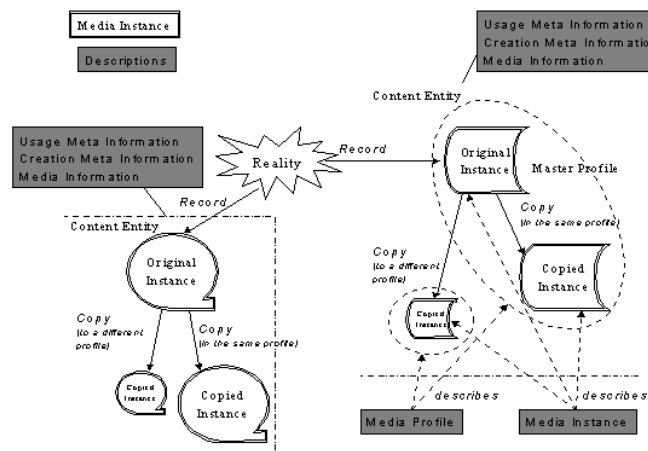 Media Instance
Descriptions
Usage Meta Information
Creation Meta Information
Media Information
Content Entity
Usage Meta Information
Creation Meta Information
Media Information
Reality
Record
Original
Instance
Master Profile
Record
Content Entity
Original
Instance
Copy
(to a different
profile)
Copy
(in the same profile)
Copied
Instance
Copied
Instance
Copy
(to a different
profile)
Copy
(in the same profile)
Copied
Instance
Copied
Instance
describes
describes
Media Profile
Media Instance